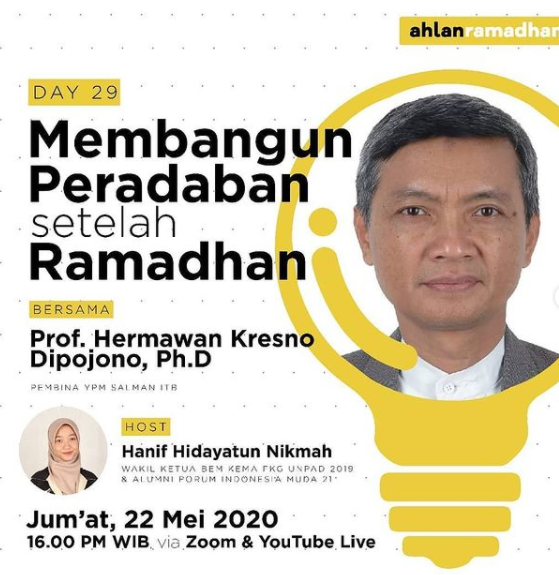 ahlanramadhan
DAY 29
Membangun
Peradaban
setelah
Ramadhan
BERSAMA
Prof. Hermawan Kresno
Dipojono, Ph.D
PEMBINA YPM SALMAN ITB
HOST
Hanif Hidayatun Nikmah
WAKIL KETUA BEM KEMA FKG UNPAD 2019
& ALUMNI FORUM INDONESIA MUDA 21
Jum'at, 22 Mei 2020
16.00 PM WIB, via Zoom & YouTube Live